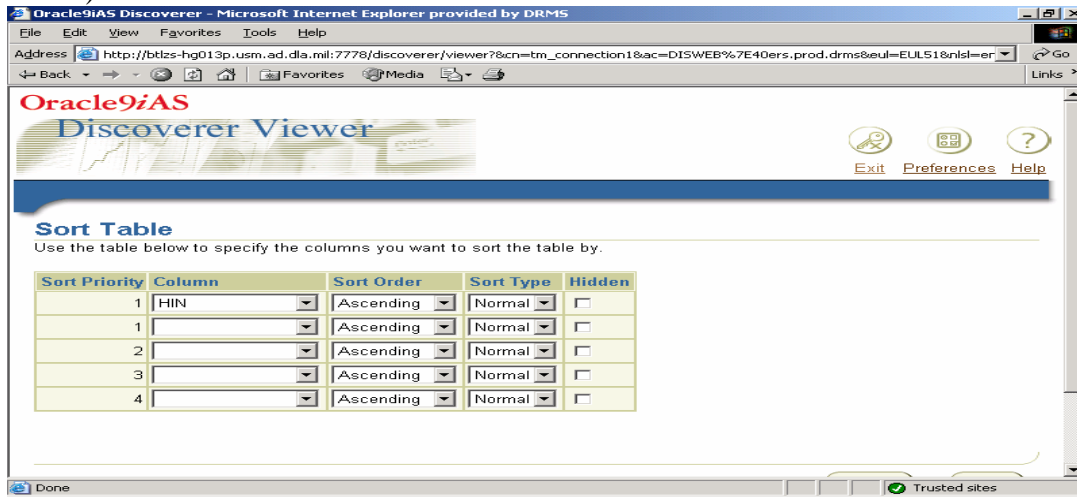 Oracle9iAS Discoverer - Microsoft Internet Explorer provided by DRMS
File Edit View Favorites Tools Help
Address http://btlzs-hg013p.usm.ad.dla.mil:7778/discoverer/viewer?&cn=tm_connection1&ac=DISWEB%7E40ers.prod.drms&eul=EUL51&nlsl=er Go
Back Favorites Media Links »
Oracle9iAS
Discoverer Viewer
Exit Preferences Help
Sort Table
Use the table below to specify the columns you want to sort the table by.
Sort Priority Column Sort Order Sort Type Hidden
1 HIN Ascending Normal
1 Ascending Normal
2 Ascending Normal
3 Ascending Normal
4 Ascending Normal
Done Trusted sites